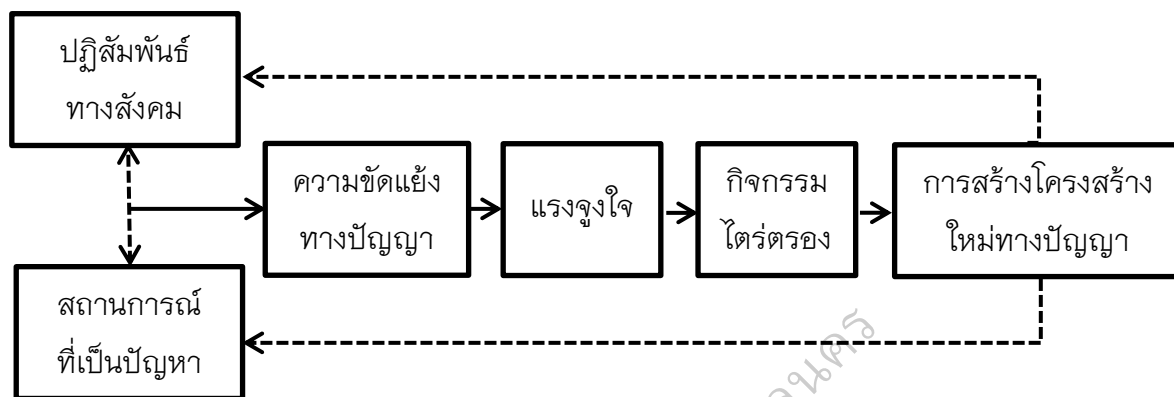 ปฏิสัมพันธ์
ทางสังคม
ความขัดแย้ง
ทางปัญญา
แรงจูงใจ
กิจกรรม
ไตร่ตรอง
การสร้างโครงสร้าง
ใหม่ทางปัญญา
สถานการณ์
ที่เป็นปัญหา